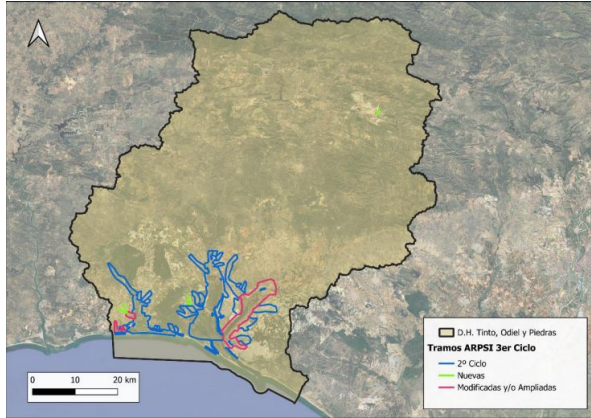 D.H. Tinto, Odiel y Piedras
Tramos ARPSI 3er Ciclo
2º Ciclo
Nuevas
Modificadas y/o Ampliadas
0 10 20 km